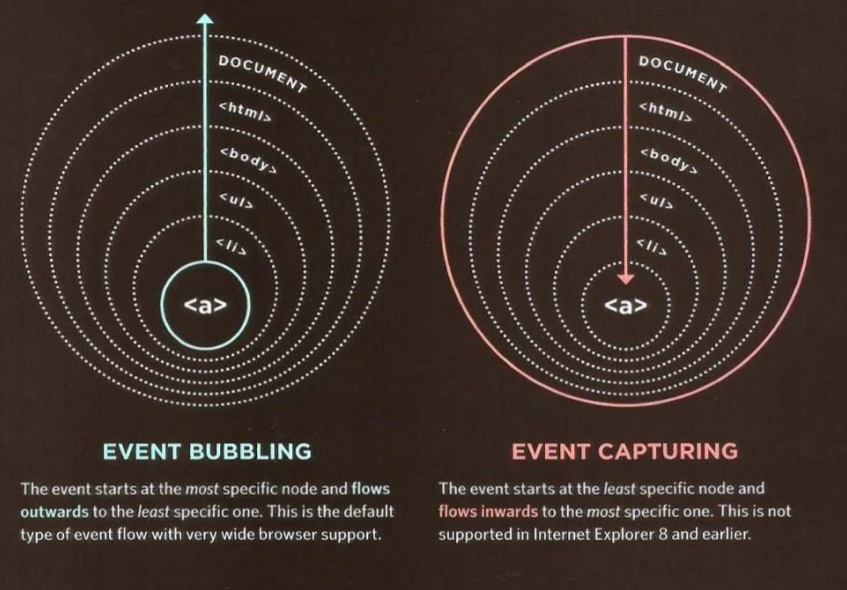 DOCUMENT
<html>
<body>
<ul>
<li>
<a>
EVENT BUBBLING
The event starts at the most specific node and flows
outwards to the least specific one. This is the default
type of event flow with very wide browser support.
DOCUMENT
<html>
<body>
<ul>
<li>
<a>
EVENT CAPTURING
The event starts at the least specific node and
flows inwards to the most specific one. This is not
supported in Internet Explorer 8 and earlier.